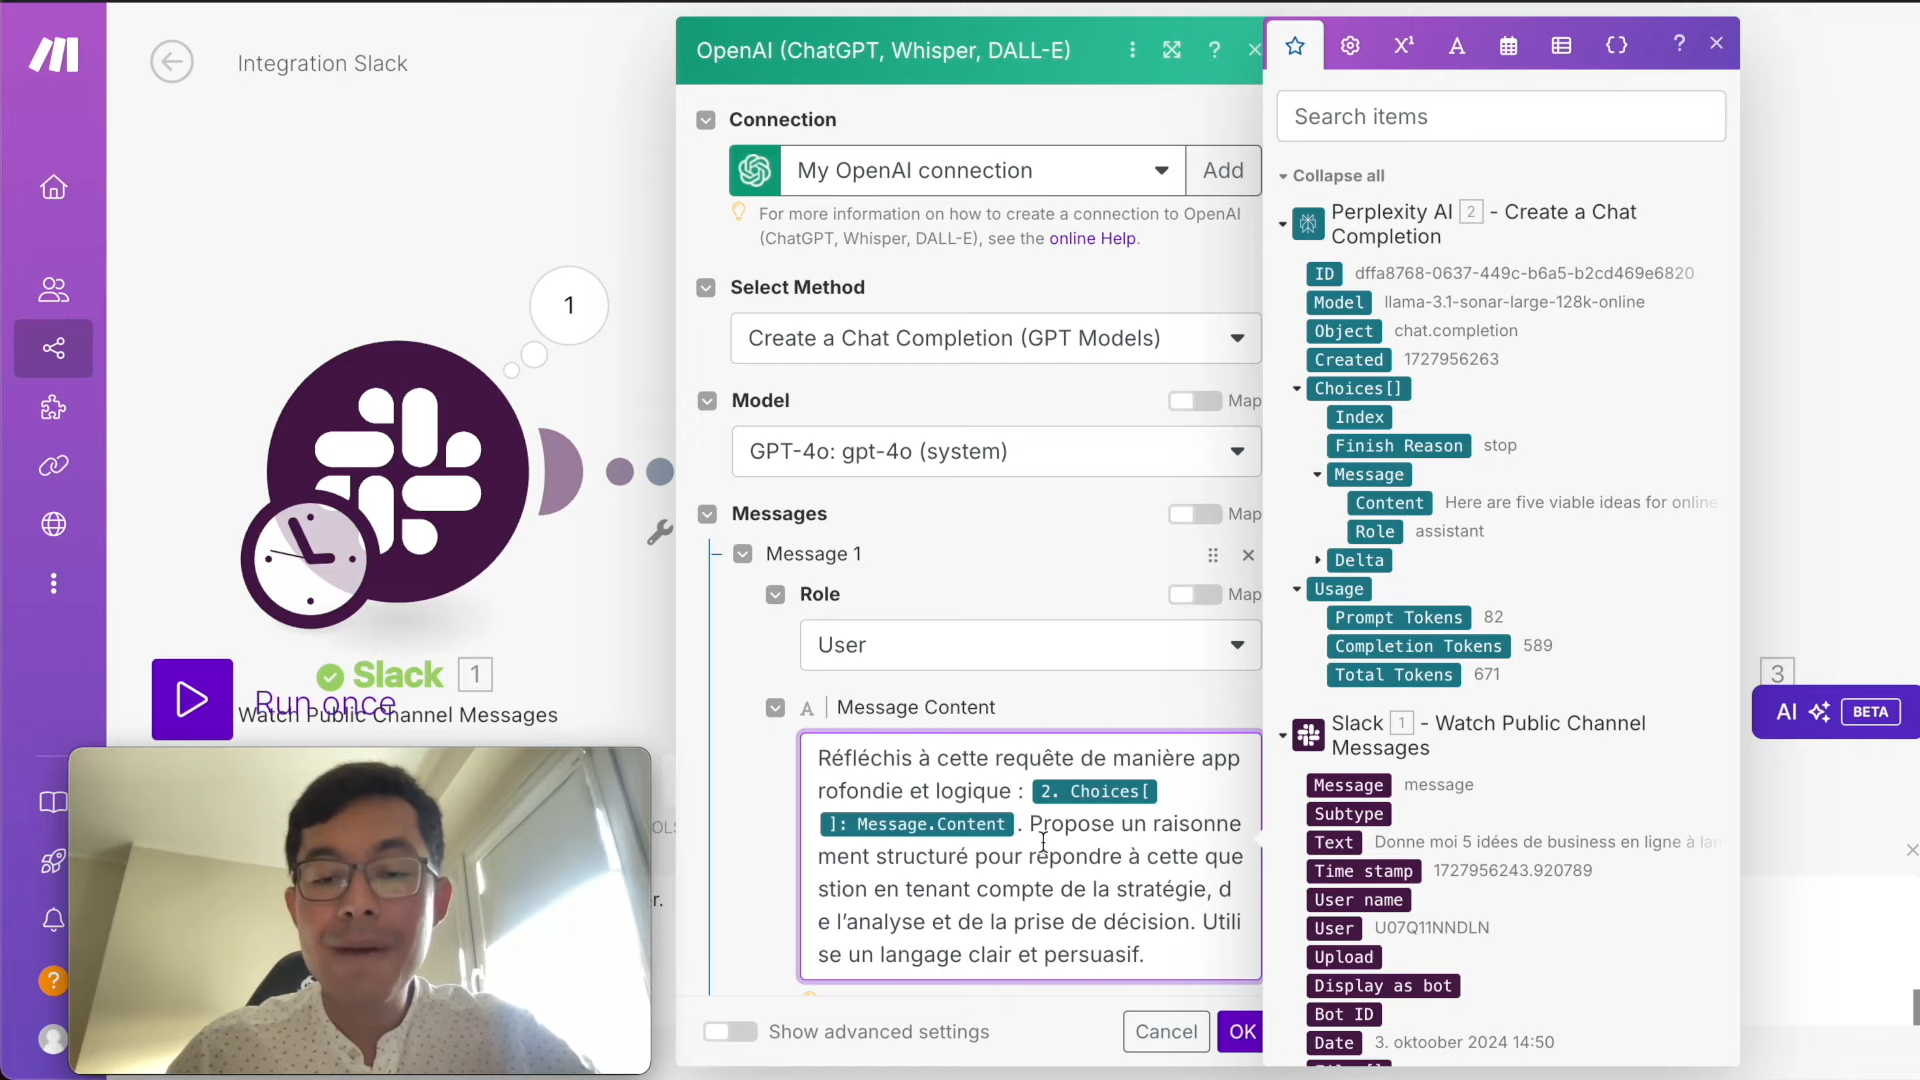 Integration Slack
1
Slack 1
Run once
Watch Public Channel Messages
r.
OpenAI (ChatGPT, Whisper, DALL-E)
?
Connection
My OpenAI connection
Add
For more information on how to create a connection to OpenAI
(ChatGPT, Whisper, DALL-E), see the online Help.
Select Method
Create a Chat Completion (GPT Models)
Model
Map
GPT-4o: gpt-4o (system)
Messages
Map
Message 1
Role
Map
User
A | Message Content
Réfléchis à cette requête de manière app
rofondie et logique : 2. Choices[
]: Message.Content . Propose un raisonne
ment structuré pour répondre à cette que
stion en tenant compte de la stratégie, d
e l’analyse et de la prise de décision. Utili
se un langage clair et persuasif.
Show advanced settings
Cancel
OK
?
Search items
Collapse all
Perplexity AI 2 - Create a Chat
Completion
ID dffa8768-0637-449c-b6a5-b2cd469e6820
Model llama-3.1-sonar-large-128k-online
Object chat.completion
Created 1727956263
Choices[]
Index
Finish Reason stop
Message
Content Here are five viable ideas for online
Role assistant
Delta
Usage
Prompt Tokens 82
Completion Tokens 589
Total Tokens 671
Slack 1 - Watch Public Channel
Messages
Message message
Subtype
Text Donne moi 5 idées de business en ligne à lan
Time stamp 1727956243.920789
User name
User U07Q11NNDLN
Upload
Display as bot
Bot ID
Date 3. oktoober 2024 14:50
3
AI BETA
?